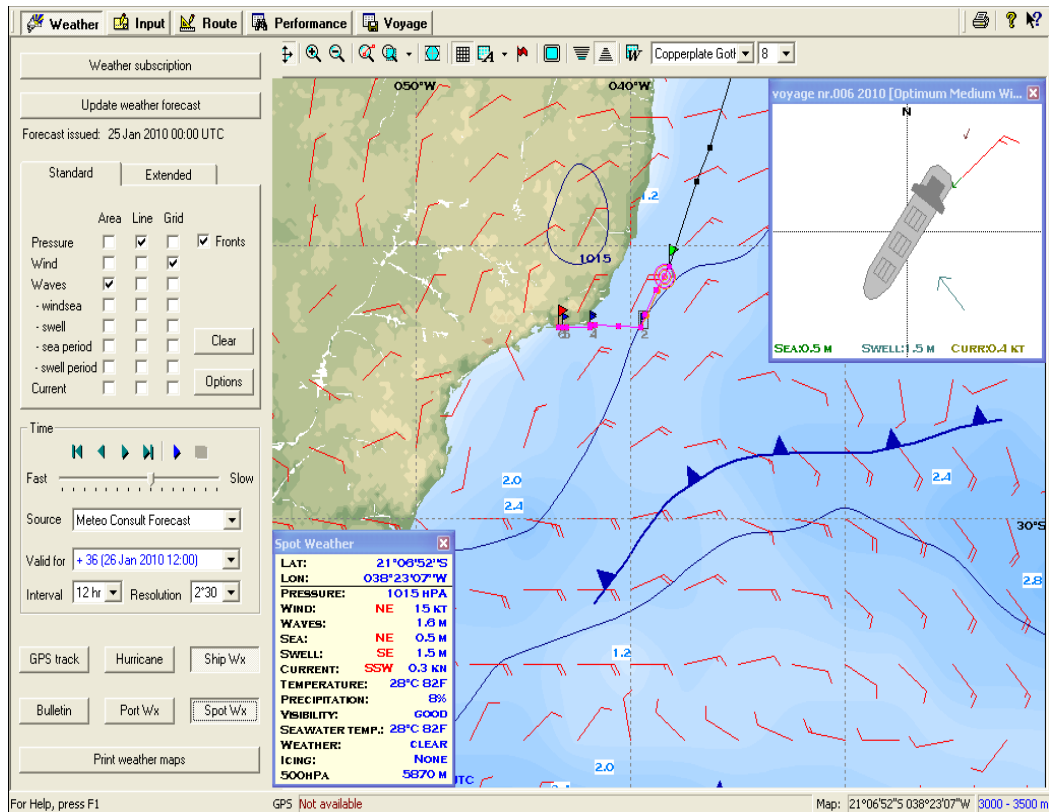 Weather Input Route Performance Voyage
Copperplate Gotl 8
Weather subscription
Update weather forecast
Forecast issued: 25 Jan 2010 00:00 UTC
Standard Extended
Area Line Grid
Pressure Fronts
Wind
Waves
- windsea
- swell
- sea period
- swell period
Current
Clear
Options
Time
Fast Slow
Source Meteo Consult Forecast
Valid for + 36 (26 Jan 2010 12:00)
Interval 12 hr Resolution 2°30
GPS track Hurricane Ship Wx
Bulletin Port Wx Spot Wx
Print weather maps
050°W 040°W
1.2
1015
4 2
2.0
2.4
2.4
30°S
2.8
1.2
2.0
UTC
voyage nr.006 2010 [Optimum Medium Wi...
N
SEA:0.5 M SWELL:1.5 M CURR:0.4 KT
Spot Weather
LAT: 21°06'52"S
LON: 038°23'07"W
PRESSURE: 1015 HPA
WIND: NE 15 KT
WAVES: 1.6 M
SEA: NE 0.5 M
SWELL: SE 1.5 M
CURRENT: SSW 0.3 KN
TEMPERATURE: 28°C 82F
PRECIPITATION: 8%
VISIBILITY: GOOD
SEAWATER TEMP.: 28°C 82F
WEATHER: CLEAR
ICING: NONE
500HPA 5870 M
For Help, press F1 GPS Not available Map: 21°06'52"S 038°23'07"W 3000 - 3500 m